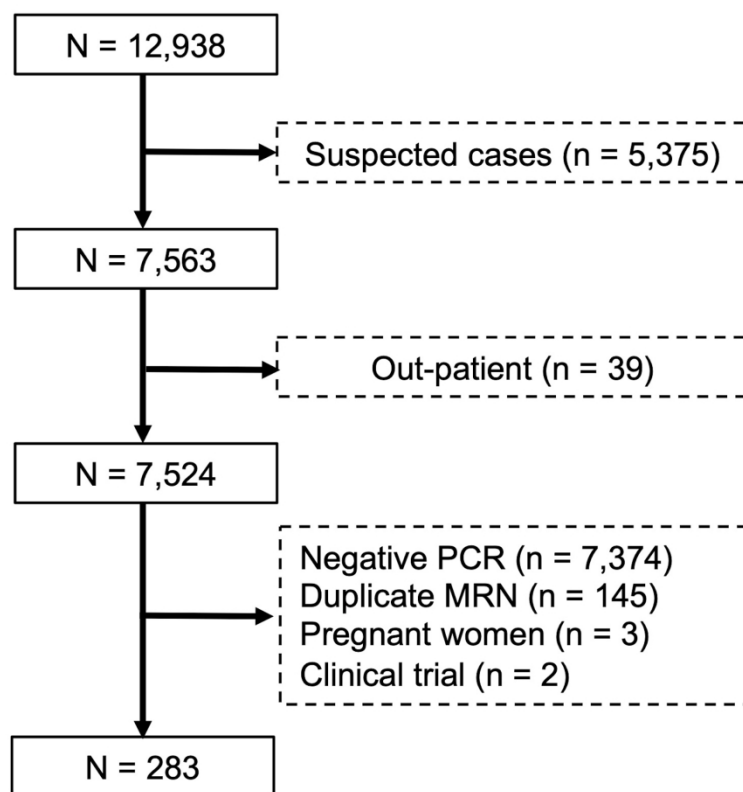 N = 12,938
Suspected cases (n = 5,375)
N = 7,563
Out-patient (n = 39)
N = 7,524
Negative PCR (n = 7,374)
Duplicate MRN (n = 145)
Pregnant women (n = 3)
Clinical trial (n = 2)
N = 283